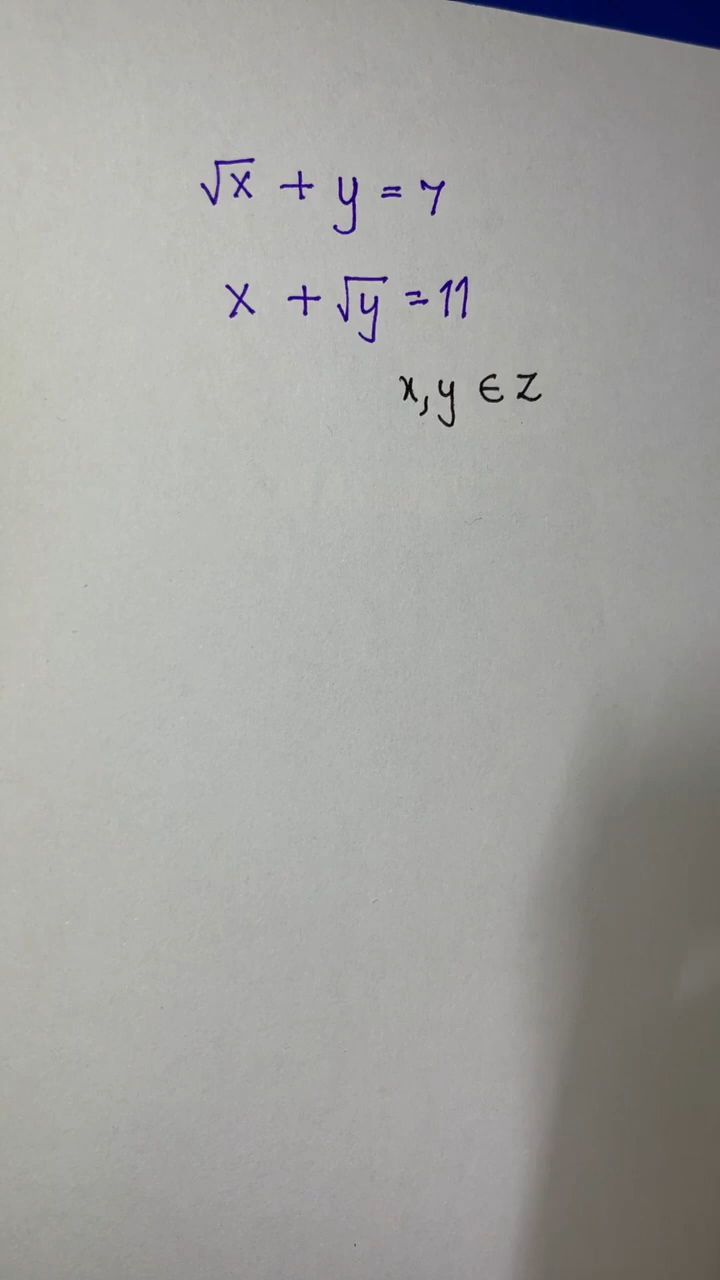 √x + y = 7
x + √y = 11
x, y ∈ Z